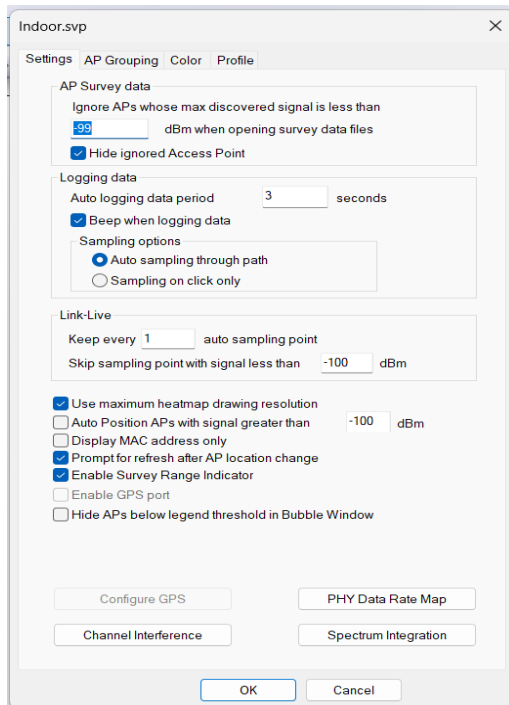 Indoor.svp
Settings AP Grouping Color Profile
AP Survey data
Ignore APs whose max discovered signal is less than
-99 dBm when opening survey data files
Hide ignored Access Point
Logging data
Auto logging data period 3 seconds
Beep when logging data
Sampling options
Auto sampling through path
Sampling on click only
Link-Live
Keep every 1 auto sampling point
Skip sampling point with signal less than -100 dBm
Use maximum heatmap drawing resolution
Auto Position APs with signal greater than -100 dBm
Display MAC address only
Prompt for refresh after AP location change
Enable Survey Range Indicator
Enable GPS port
Hide APs below legend threshold in Bubble Window
Configure GPS PHY Data Rate Map
Channel Interference Spectrum Integration
OK Cancel